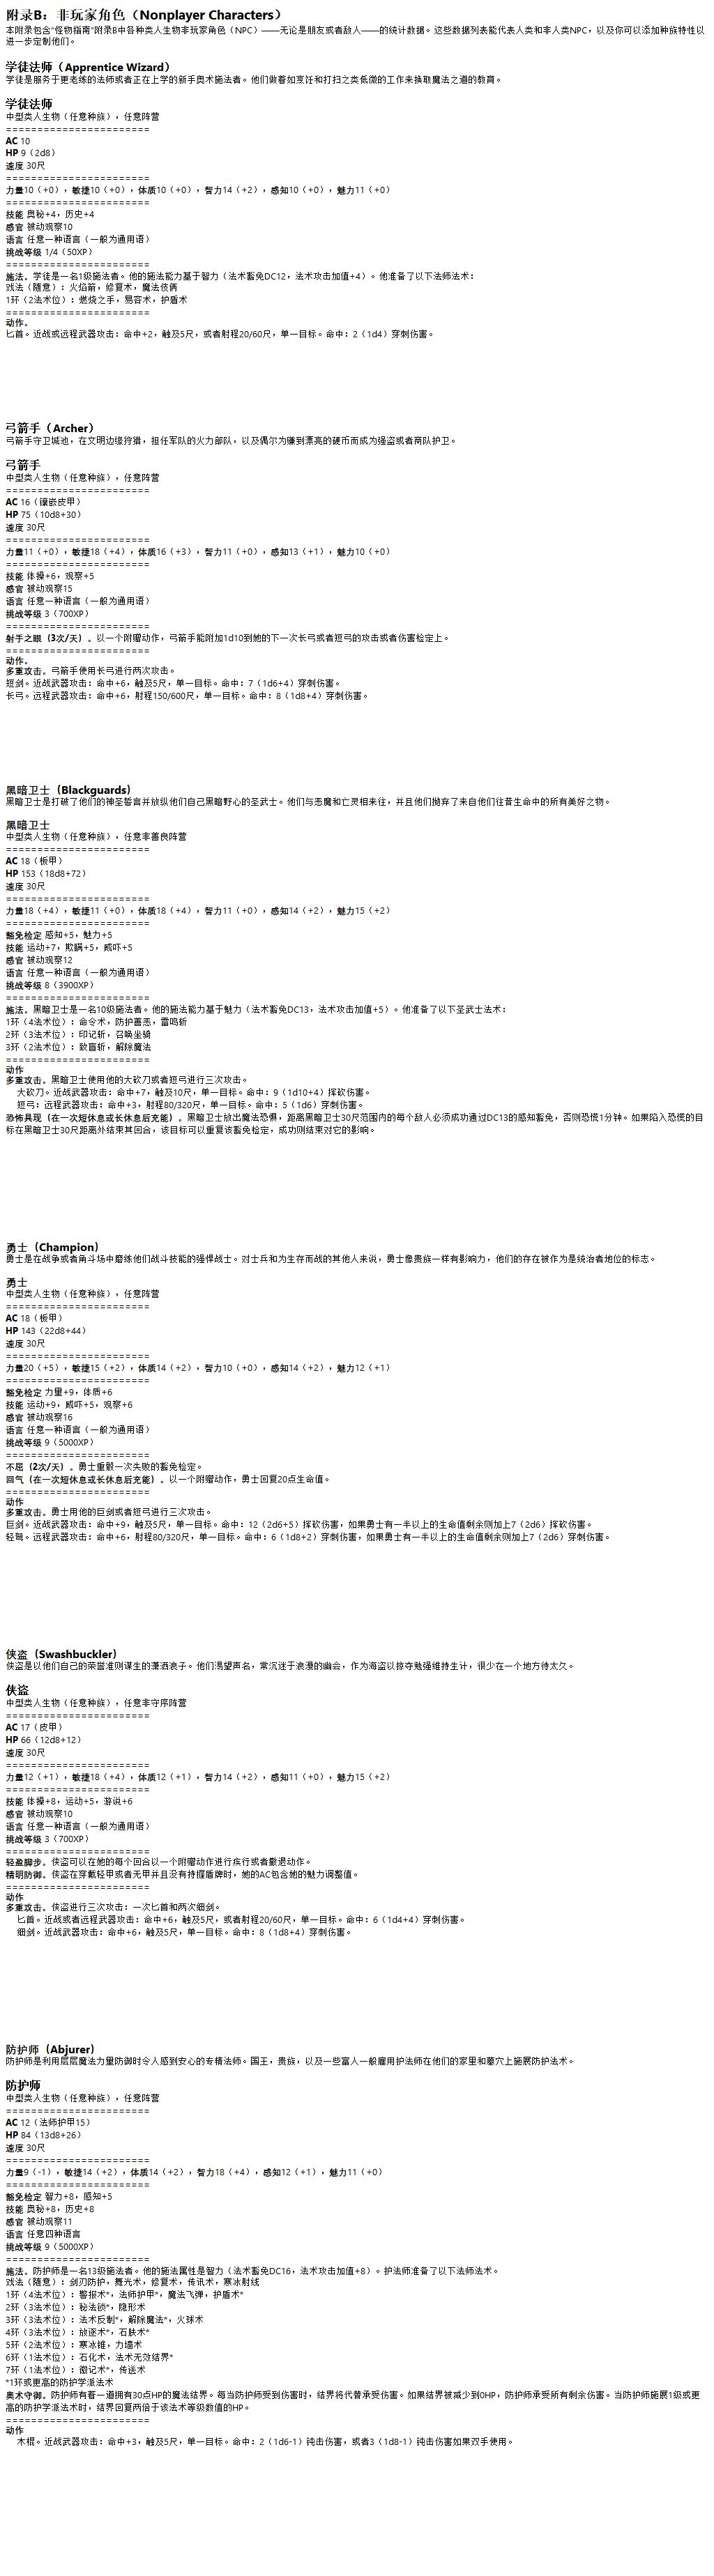 附录B：非玩家角色（Nonplayer Characters）
本附录包含“怪物指南”附录B中各种类人生物非玩家角色（NPC）——无论是朋友或者敌人——的统计数据。这些数据列表能代表人类和非人类NPC，以及你可以添加种族特性以
进一步定制他们。
学徒法师（Apprentice Wizard）
学徒是服务于更老练的法师或者正在上学的新手奥术施法者。他们做着如烹饪和打扫之类低微的工作来换取魔法之道的教育。
学徒法师
中型类人生物（任意种族），任意阵营
=======================
AC 10
HP 9（2d8）
速度 30尺
=======================
力量10（+0），敏捷10（+0），体质10（+0），智力14（+2），感知10（+0），魅力11（+0）
=======================
技能 奥秘+4，历史+4
感官 被动观察10
语言 任意一种语言（一般为通用语）
挑战等级 1/4（50XP）
=======================
施法。学徒是一名1级施法者。他的施法能力基于智力（法术豁免DC12，法术攻击加值+4）。他准备了以下法师法术：
戏法（随意）：火焰箭，修复术，魔法伎俩
1环（2法术位）：燃烧之手，易容术，护盾术
=======================
动作。
匕首。近战或远程武器攻击：命中+2，触及5尺，或者射程20/60尺，单一目标。命中：2（1d4）穿刺伤害。
弓箭手（Archer）
弓箭手守卫城池，在文明边缘狩猎，担任军队的火力部队，以及偶尔为赚到漂亮的硬币而成为强盗或者商队护卫。
弓箭手
中型类人生物（任意种族），任意阵营
=======================
AC 16（镶嵌皮甲）
HP 75（10d8+30）
速度 30尺
=======================
力量11（+0），敏捷18（+4），体质16（+3），智力11（+0），感知13（+1），魅力10（+0）
=======================
技能 体操+6，观察+5
感官 被动观察15
语言 任意一种语言（一般为通用语）
挑战等级 3（700XP）
=======================
射手之眼（3次/天）。以一个附赠动作，弓箭手能附加1d10到她的下一次长弓或者短弓的攻击或者伤害检定上。
=======================
动作。
多重攻击。弓箭手使用长弓进行两次攻击。
短剑。近战武器攻击：命中+6，触及5尺，单一目标。命中：7（1d6+4）穿刺伤害。
长弓。远程武器攻击：命中+6，射程150/600尺，单一目标。命中：8（1d8+4）穿刺伤害。
黑暗卫士（Blackguards）
黑暗卫士是打破了他们的神圣誓言并放纵他们自己黑暗野心的圣武士。他们与恶魔和亡灵相来往，并且他们抛弃了来自他们往昔生命中的所有美好之物。
黑暗卫士
中型类人生物（任意种族），任意非善良阵营
=======================
AC 18（板甲）
HP 153（18d8+72）
速度 30尺
=======================
力量18（+4），敏捷11（+0），体质18（+4），智力11（+0），感知14（+2），魅力15（+2）
=======================
豁免检定 感知+5，魅力+5
技能 运动+7，欺瞒+5，威吓+5
感官 被动观察12
语言 任意一种语言（一般为通用语）
挑战等级 8（3900XP）
=======================
施法。黑暗卫士是一名10级施法者。他的施法能力基于魅力（法术豁免DC13，法术攻击加值+5）。他准备了以下圣武士法术：
1环（4法术位）：命令术，防护善恶，雷鸣斩
2环（3法术位）：印记斩，召唤坐骑
3环（2法术位）：致盲斩，解除魔法
=======================
动作
多重攻击。黑暗卫士使用他的大砍刀或者短弓进行三次攻击。
大砍刀。近战武器攻击：命中+7，触及10尺，单一目标。命中：9（1d10+4）挥砍伤害。
短弓：远程武器攻击：命中+3，射程80/320尺，单一目标。命中：5（1d6）穿刺伤害。
恐怖具现（在一次短休息或长休息后充能）。黑暗卫士放出魔法恐惧，距离黑暗卫士30尺范围内的每个敌人必须成功通过DC13的感知豁免，否则恐慌1分钟。如果陷入恐慌的目
标在黑暗卫士30尺距离外结束其回合，该目标可以重复该豁免检定，成功则结束对它的影响。
勇士（Champion）
勇士是在战争或者角斗场中磨练他们战斗技能的强悍战士。对士兵和为生存而战的其他人来说，勇士像贵族一样有影响力，他们的存在被作为是统治者地位的标志。
勇士
中型类人生物（任意种族），任意阵营
=======================
AC 18（板甲）
HP 143（22d8+44）
速度 30尺
=======================
力量20（+5），敏捷15（+2），体质14（+2），智力10（+0），感知14（+2），魅力12（+1）
=======================
豁免检定 力量+9，体质+6
技能 运动+9，威吓+5，观察+6
感官 被动观察16
语言 任意一种语言（一般为通用语）
挑战等级 9（5000XP）
=======================
不屈（2次/天）。勇士重骰一次失败的豁免检定。
回气（在一次短休息或长休息后充能）。以一个附赠动作，勇士回复20点生命值。
=======================
动作
多重攻击。勇士用他的巨剑或者短弓进行三次攻击。
巨剑。近战武器攻击：命中+9，触及5尺，单一目标。命中：12（2d6+5）挥砍伤害，如果勇士有一半以上的生命值剩余则加上7（2d6）挥砍伤害。
轻弩。远程武器攻击：命中+6，射程80/320尺，单一目标。命中：6（1d8+2）穿刺伤害，如果勇士有一半以上的生命值剩余则加上7（2d6）穿刺伤害。
侠盗（Swashbuckler）
侠盗是以他们自己的荣誉准则谋生的潇洒浪子。他们渴望声名，常沉迷于浪漫的幽会，作为海盗以掠夺勉强维持生计，很少在一个地方待太久。
侠盗
中型类人生物（任意种族），任意非守序阵营
=======================
AC 17（皮甲）
HP 66（12d8+12）
速度 30尺
=======================
力量12（+1），敏捷18（+4），体质12（+1），智力14（+2），感知11（+0），魅力15（+2）
=======================
技能 体操+8，运动+5，游说+6
感官 被动观察10
语言 任意一种语言（一般为通用语）
挑战等级 3（700XP）
=======================
轻盈脚步。侠盗可以在她的每个回合以一个附赠动作进行疾行或者撤退动作。
精明防御。侠盗在穿戴轻甲或者无甲并且没有持握盾牌时，她的AC包含她的魅力调整值。
=======================
动作
多重攻击。侠盗进行三次攻击：一次匕首和两次细剑。
匕首。近战或者远程武器攻击：命中+6，触及5尺，或者射程20/60尺，单一目标。命中：6（1d4+4）穿刺伤害。
细剑。近战武器攻击：命中+6，触及5尺，单一目标。命中：8（1d8+4）穿刺伤害。
防护师（Abjurer）
防护师是利用层层魔法力量防御时令人感到安心的专精法师。国王，贵族，以及一些富人一般雇用护法师在他们的家里和墓穴上施展防护法术。
防护师
中型类人生物（任意种族），任意阵营
=======================
AC 12（法师护甲15）
HP 84（13d8+26）
速度 30尺
=======================
力量9（-1），敏捷14（+2），体质14（+2），智力18（+4），感知12（+1），魅力11（+0）
=======================
豁免检定 智力+8，感知+5
技能 奥秘+8，历史+8
感官 被动观察11
语言 任意四种语言
挑战等级 9（5000XP）
=======================
施法。防护师是一名13级施法者。他的施法属性是智力（法术豁免DC16，法术攻击加值+8）。护法师准备了以下法师法术。
戏法（随意）：剑刃防护，舞光术，修复术，传讯术，寒冰射线
1环（4法术位）：警报术*，法师护甲*，魔法飞弹，护盾术*
2环（3法术位）：秘法锁*，隐形术
3环（3法术位）：法术反制*，解除魔法*，火球术
4环（3法术位）：放逐术*，石肤术*
5环（2法术位）：寒冰锥，力墙术
6环（1法术位）：石化术，法术无效结界*
7环（1法术位）：徽记术*，传送术
*1环或更高的防护学派法术
奥术守御。防护师有着一道拥有30点HP的魔法结界。每当防护师受到伤害时，结界将代替承受伤害。如果结界被减少到0HP，防护师承受所有剩余伤害。当防护师施展1级或更
高的防护学派法术时，结界回复两倍于该法术等级数值的HP。
=======================
动作
木棍。近战武器攻击：命中+3，触及5尺，单一目标。命中：2（1d6-1）钝击伤害，或者3（1d8-1）钝击伤害如果双手使用。